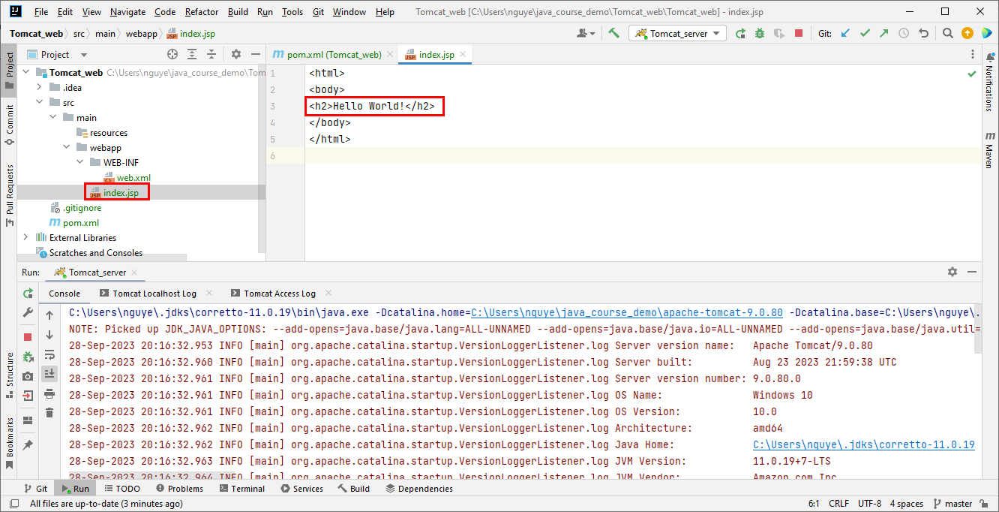 File Edit View Navigate Code Refactor Build Run Tools Git Window Help Tomcat_web [C:\Users\nguye\java_course_demo\Tomcat_web\Tomcat_web] - index.jsp
Tomcat_web src main webapp index.jsp Tomcat_server Git:
Project
pom.xml (Tomcat_web) index.jsp
Project
Commit
Pull Requests
Structure
Bookmarks
Notifications
Maven
Tomcat_web C:\Users\nguye\java_course_demo\Tom
.idea
src
main
resources
webapp
WEB-INF
web.xml
index.jsp
.gitignore
pom.xml
External Libraries
Scratches and Consoles
1 <html>
2 <body>
3 <h2>Hello World!</h2>
4 </body>
5 </html>
6
Run: Tomcat_server
Console Tomcat Localhost Log Tomcat Access Log
C:\Users\nguye\.jdks\corretto-11.0.19\bin\java.exe -Dcatalina.home=C:\Users\nguye\java_course_demo\apache-tomcat-9.0.80 -Dcatalina.base=C:\Users\nguye\.
NOTE: Picked up JDK_JAVA_OPTIONS: --add-opens=java.base/java.lang=ALL-UNNAMED --add-opens=java.base/java.io=ALL-UNNAMED --add-opens=java.base/java.util=
28-Sep-2023 20:16:32.953 INFO [main] org.apache.catalina.startup.VersionLoggerListener.log Server version name: Apache Tomcat/9.0.80
28-Sep-2023 20:16:32.960 INFO [main] org.apache.catalina.startup.VersionLoggerListener.log Server built: Aug 23 2023 21:59:38 UTC
28-Sep-2023 20:16:32.961 INFO [main] org.apache.catalina.startup.VersionLoggerListener.log Server version number: 9.0.80.0
28-Sep-2023 20:16:32.961 INFO [main] org.apache.catalina.startup.VersionLoggerListener.log OS Name: Windows 10
28-Sep-2023 20:16:32.961 INFO [main] org.apache.catalina.startup.VersionLoggerListener.log OS Version: 10.0
28-Sep-2023 20:16:32.962 INFO [main] org.apache.catalina.startup.VersionLoggerListener.log Architecture: amd64
28-Sep-2023 20:16:32.962 INFO [main] org.apache.catalina.startup.VersionLoggerListener.log Java Home: C:\Users\nguye\.jdks\corretto-11.0.19
28-Sep-2023 20:16:32.963 INFO [main] org.apache.catalina.startup.VersionLoggerListener.log JVM Version: 11.0.19+7-LTS
28-Sep-2023 20:16:32.964 INFO [main] org.apache.catalina.startup.VersionLoggerListener.log JVM Vendor: Amazon.com Inc.
Git Run TODO Problems Terminal Services Build Dependencies
All files are up-to-date (3 minutes ago) 6:1 CRLF UTF-8 4 spaces master